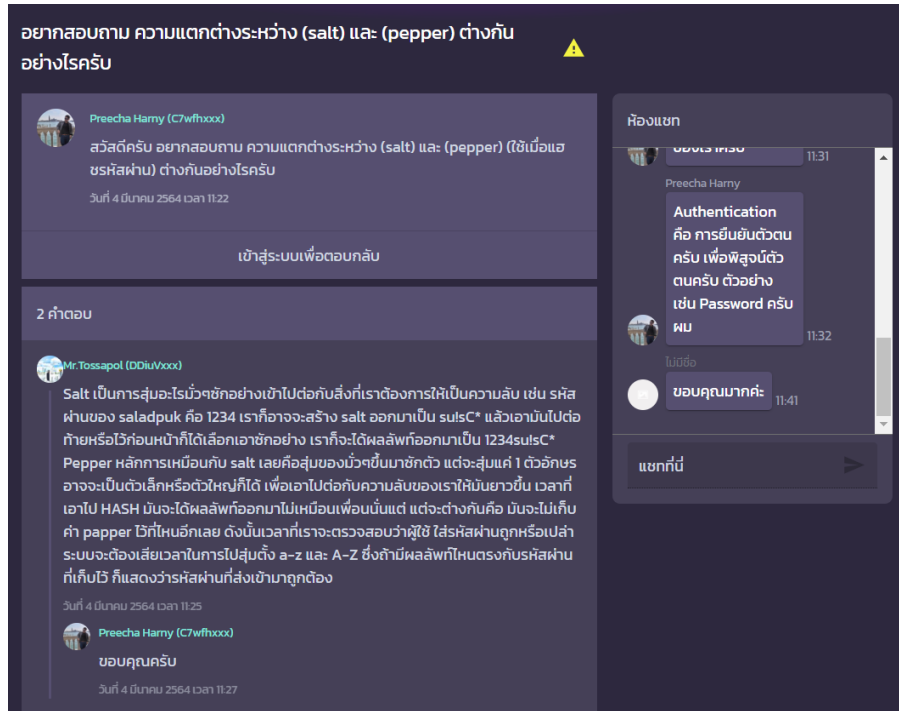 อยากสอบถาม ความแตกต่างระหว่าง (salt) และ (pepper) ต่างกัน
อย่างไรครับ
Preecha Harny (C7wfhxxx)
สวัสดีครับ อยากสอบถาม ความแตกต่างระหว่าง (salt) และ (pepper) (ใช้เมื่อแฮ
ชรหัสผ่าน) ต่างกันอย่างไรครับ
วันที่ 4 มีนาคม 2564 เวลา 11:22
เข้าสู่ระบบเพื่อตอบกลับ
2 คำตอบ
Mr.Tossapol (DDiuVxxx)
Salt เป็นการสุ่มอะไรมั่วๆซักอย่างเข้าไปต่อกับสิ่งที่เราต้องการให้เป็นความลับ เช่น รหัส
ผ่านของ saladpuk คือ 1234 เราก็อาจจะสร้าง salt ออกมาเป็น su!sC* แล้วเอามันไปต่อ
ท้ายหรือไว้ก่อนหน้าก็ได้เลือกเอาซักอย่าง เราก็จะได้ผลลัพท์ออกมาเป็น 1234su!sC*
Pepper หลักการเหมือนกับ salt เลยคือสุ่มของมั่วๆขึ้นมาซักตัว แต่จะสุ่มแค่ 1 ตัวอักษร
อาจจะเป็นตัวเล็กหรือตัวใหญ่ก็ได้ เพื่อเอาไปต่อกับความลับของเราให้มันยาวขึ้น เวลาที่
เอาไป HASH มันจะได้ผลลัพท์ออกมาไม่เหมือนเพื่อนนั่นแต่ แต่จะต่างกันคือ มันจะไม่เก็บ
ค่า papper ไว้ที่ไหนอีกเลย ดังนั้นเวลาที่เราจะตรวจสอบว่าผู้ใช้ ใส่รหัสผ่านถูกหรือเปล่า
ระบบจะต้องเสียเวลาในการไปสุ่มตั้ง a-z และ A-Z ซึ่งถ้ามีผลลัพท์ไหนตรงกับรหัสผ่าน
ที่เก็บไว้ ก็แสดงว่ารหัสผ่านที่ส่งเข้ามาถูกต้อง
วันที่ 4 มีนาคม 2564 เวลา 11:25
Preecha Harny (C7wfhxxx)
ขอบคุณครับ
วันที่ 4 มีนาคม 2564 เวลา 11:27
ห้องแชท
ของเราครับ
11:31
Preecha Harny
Authentication
คือ การยืนยันตัวตน
ครับ เพื่อพิสูจน์ตัว
ตนครับ ตัวอย่าง
เช่น Password ครับ
ผม
11:32
ไม่มีชื่อ
ขอบคุณมากค่ะ
11:41
แชทที่นี่